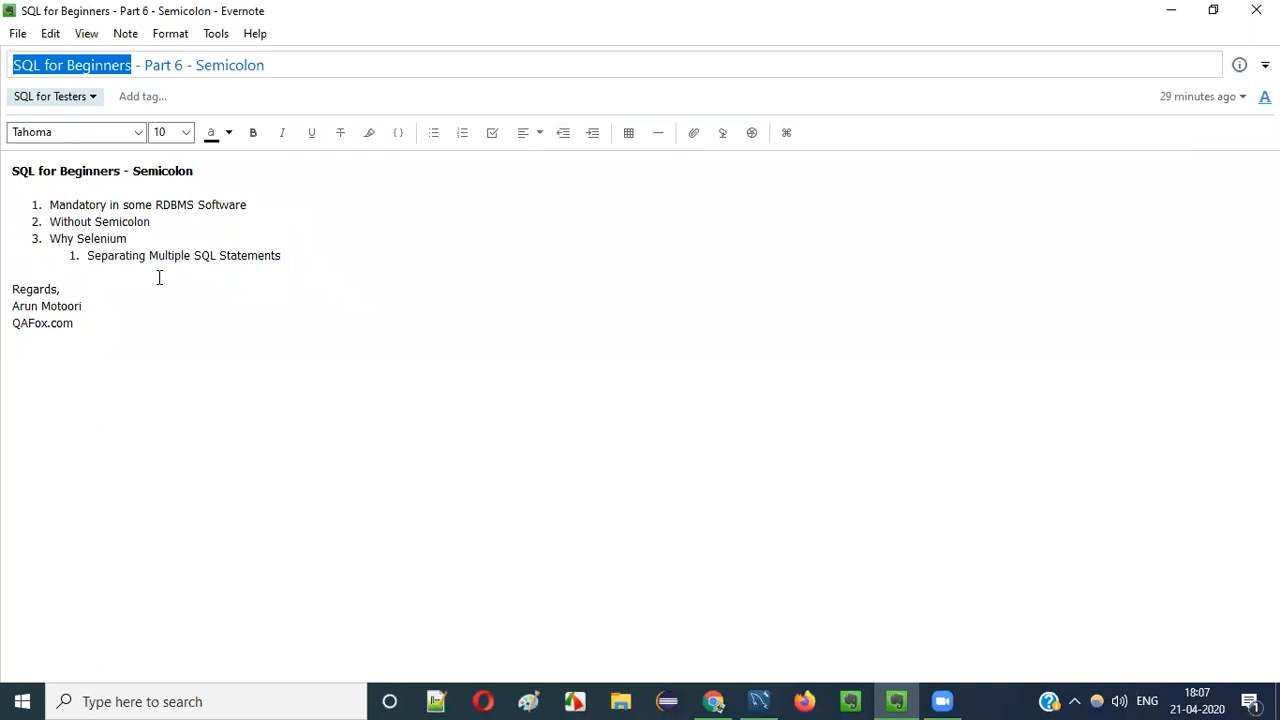 SQL for Beginners - Part 6 - Semicolon - Evernote
File Edit View Note Format Tools Help
SQL for Beginners - Part 6 - Semicolon
SQL for Testers Add tag... 29 minutes ago A
Tahoma 10 a B I U T { }
SQL for Beginners - Semicolon
1. Mandatory in some RDBMS Software
2. Without Semicolon
3. Why Selenium
1. Separating Multiple SQL Statements
Regards,
Arun Motoori
QAFox.com
Type here to search
ENG
18:07
21-04-2020
1